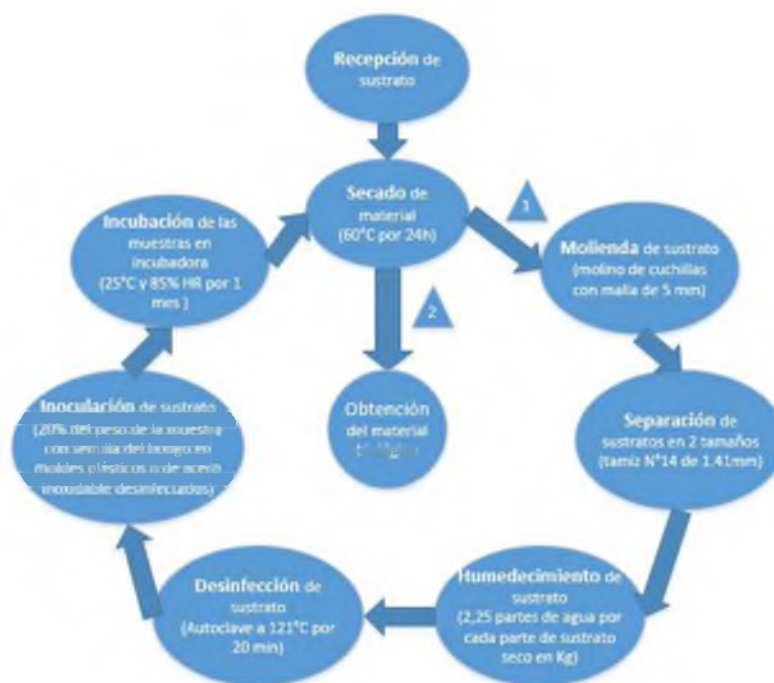 Recepción de
sustrato
Secado de
material
(60°C por 24h)
1
Molienda de sustrato
(molino de cuchillas
con malla de 5 mm)
Separación de
sustratos en 2 tamaños
(tamiz N°14 de 1.41mm)
Humedecimiento de
sustrato
(2,25 partes de agua por
cada parte de sustrato
seco en Kg)
Desinfección de
sustrato
(Autoclave a 121°C por
20 min)
Inoculación de sustrato
(20% del peso de la muestra
con semilla del hongo en
moldes plásticos o de acero
inoxidable desinfectados)
Incubación de las
muestras en
incubadora
(25°C y 85% HR por 1
mes )
2
Obtención
del material